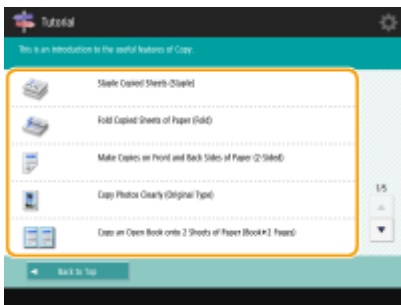 Tutorial
This is an introduction to the useful features of Copy.
Staple Copied Sheets (Staple)
Fold Copied Sheets of Paper (Fold)
Make Copies on Front and Back Sides of Paper (2-Sided)
Copy Photos Clearly (Original Type)
Copy an Open Book onto 2 Sheets of Paper (Book▸2 Pages)
1/5
Back to Top